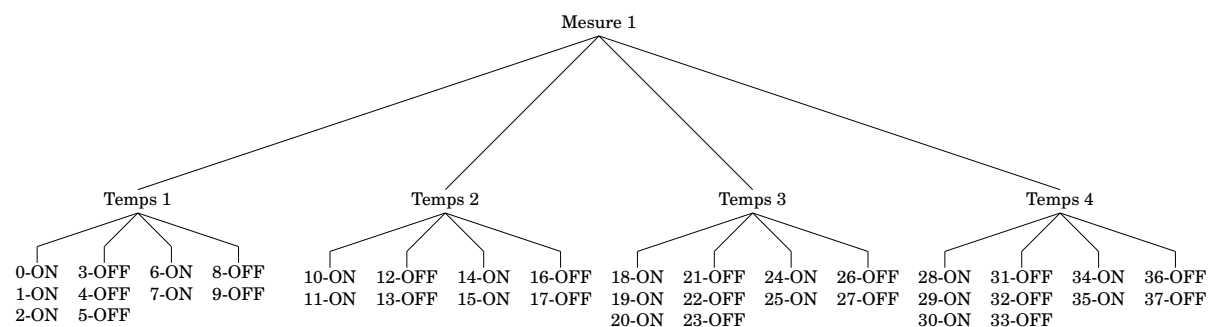 Mesure 1
Temps 1 Temps 2 Temps 3 Temps 4
0-ON 3-OFF 6-ON 8-OFF 10-ON 12-OFF 14-ON 16-OFF 18-ON 21-OFF 24-ON 26-OFF 28-ON 31-OFF 34-ON 36-OFF
1-ON 4-OFF 7-ON 9-OFF 11-ON 13-OFF 15-ON 17-OFF 19-ON 22-OFF 25-ON 27-OFF 29-ON 32-OFF 35-ON 37-OFF
2-ON 5-OFF 20-ON 23-OFF 30-ON 33-OFF